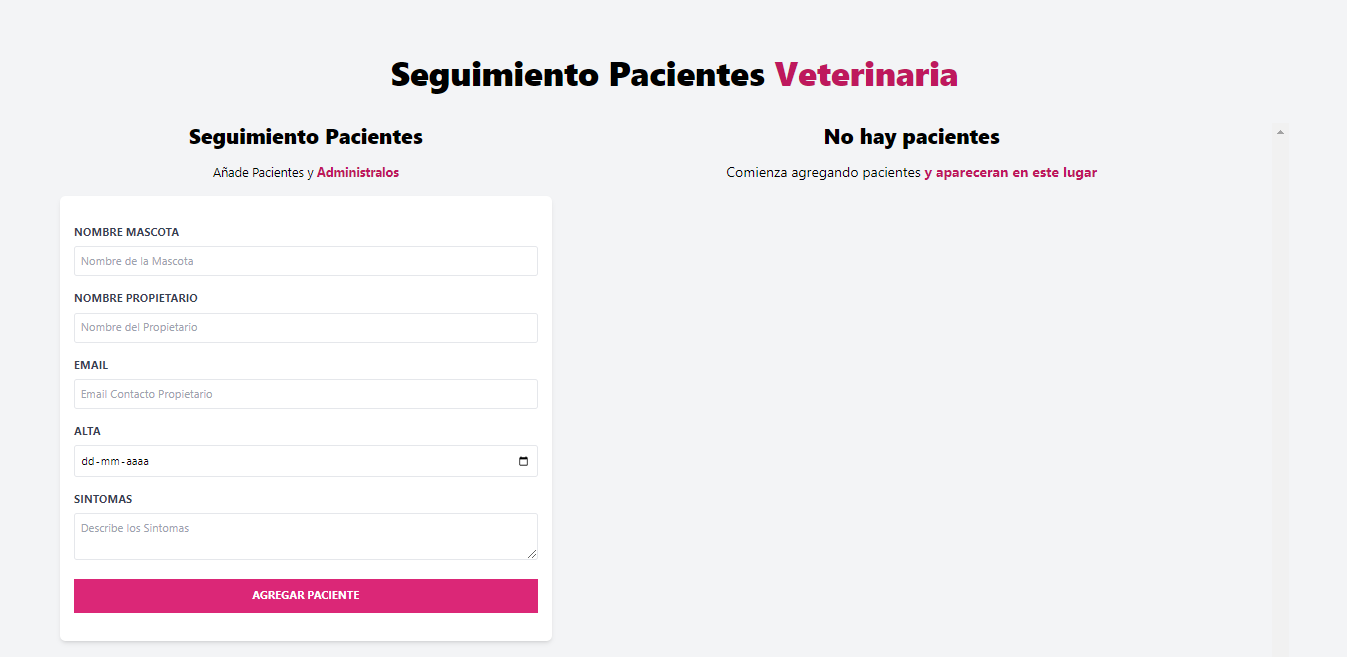 Seguimiento Pacientes Veterinaria
Seguimiento Pacientes
Añade Pacientes y Administralos
NOMBRE MASCOTA
Nombre de la Mascota
NOMBRE PROPIETARIO
Nombre del Propietario
EMAIL
Email Contacto Propietario
ALTA
dd-mm-aaaa
SINTOMAS
Describe los Sintomas
AGREGAR PACIENTE
No hay pacientes
Comienza agregando pacientes y apareceran en este lugar